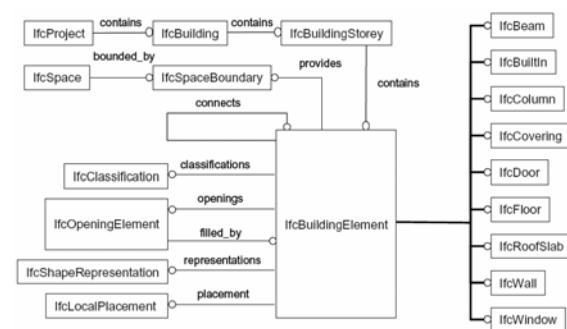 contains
contains
IfcProject
IfcBuilding
IfcBuildingStorey
bounded_by
provides
IfcSpace
IfcSpaceBoundary
contains
connects
classifications
IfcClassification
openings
IfcOpeningElement
IfcBuildingElement
filled_by
representations
IfcShapeRepresentation
placement
IfcLocalPlacement
IfcBeam
IfcBuiltIn
IfcColumn
IfcCovering
IfcDoor
IfcFloor
IfcRoofSlab
IfcWall
IfcWindow